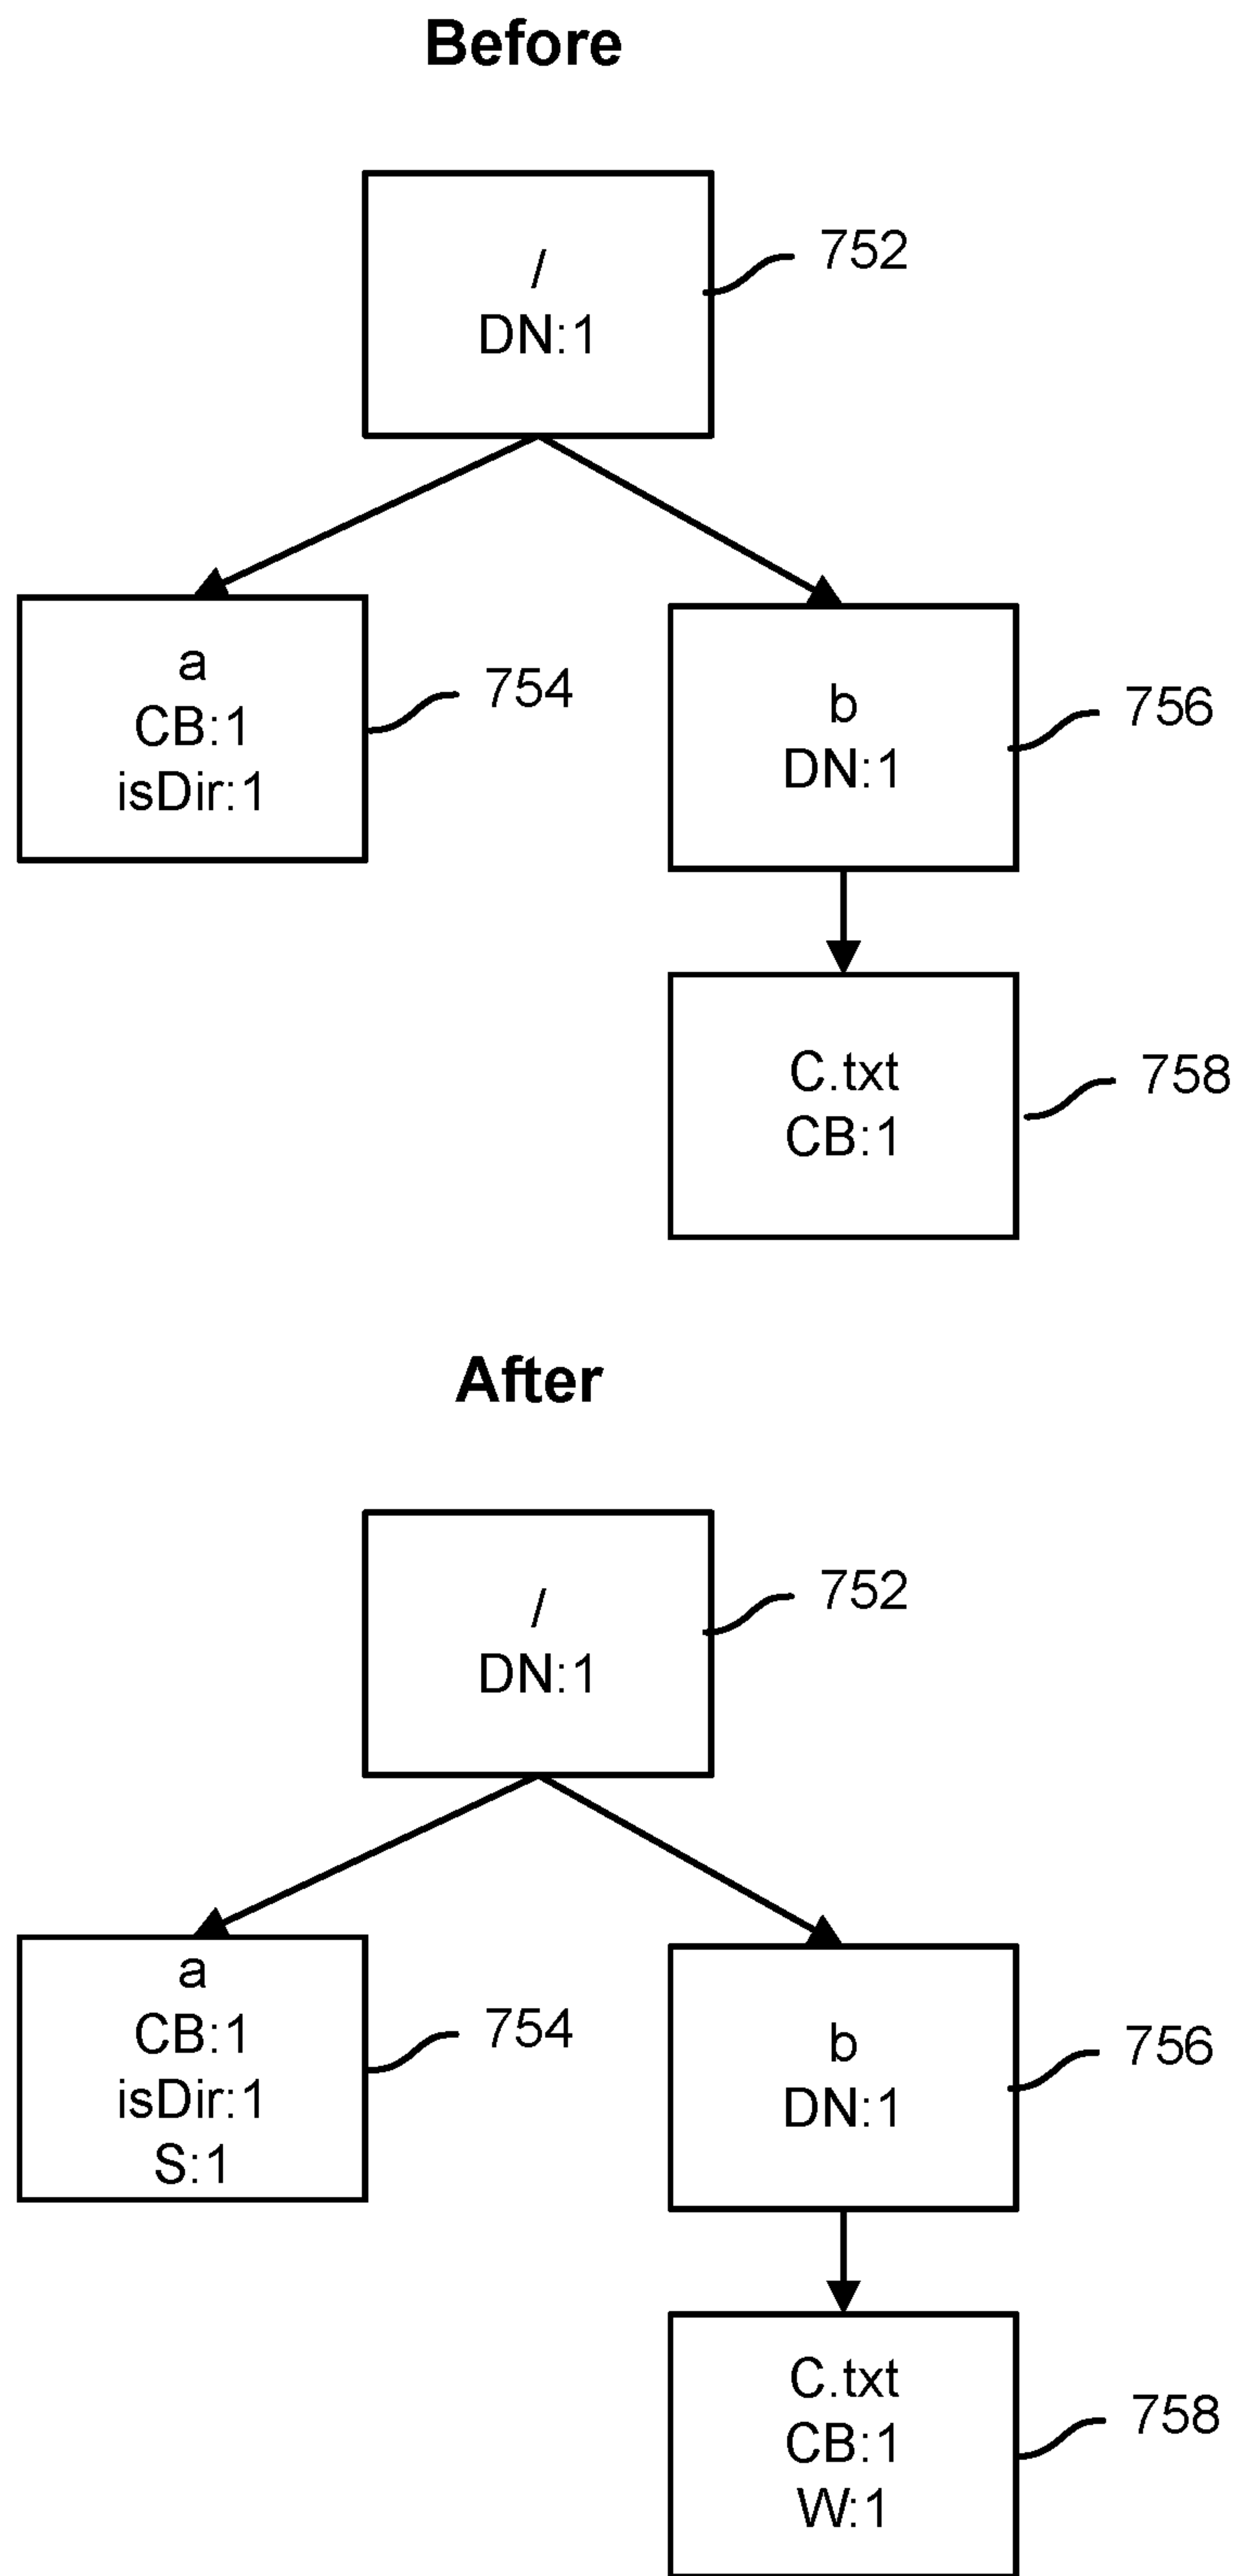 Before
/
DN:1
752
a
CB:1
isDir:1
754
b
DN:1
756
C.txt
CB:1
758
After
/
DN:1
752
a
CB:1
isDir:1
S:1
754
b
DN:1
756
C.txt
CB:1
W:1
758